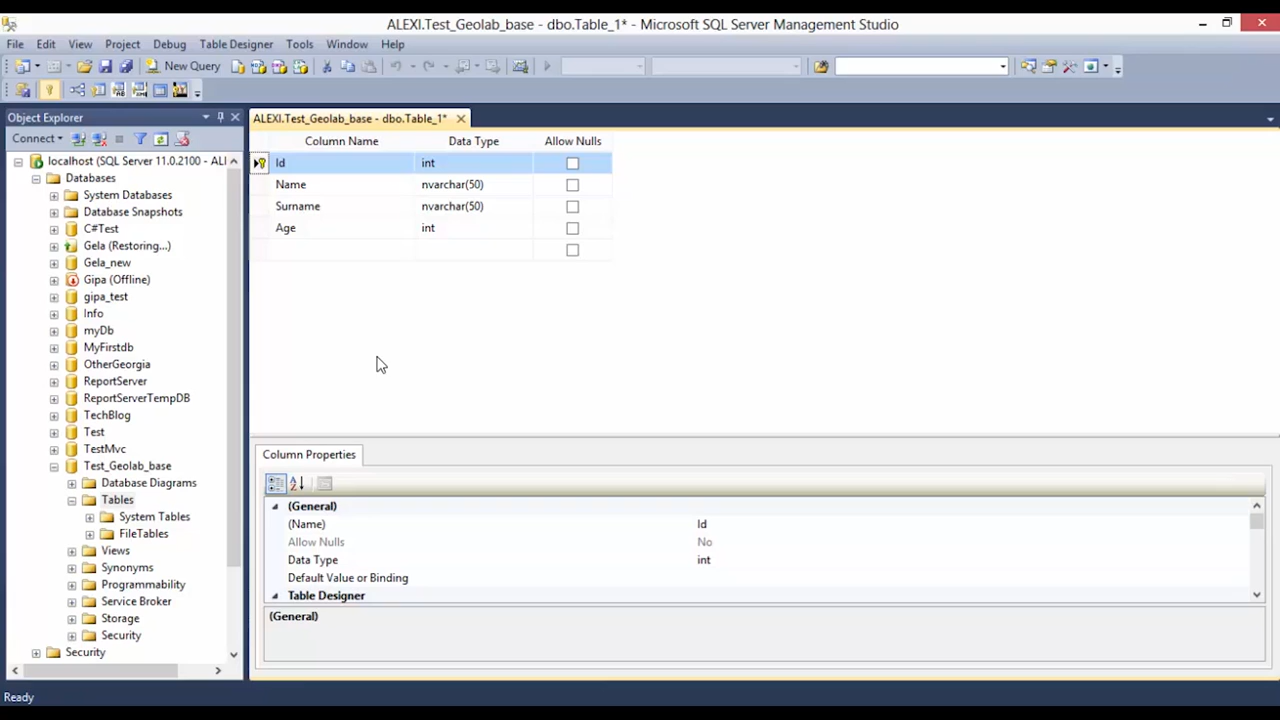 ALEXI.Test_Geolab_base - dbo.Table_1* - Microsoft SQL Server Management Studio
File Edit View Project Debug Table Designer Tools Window Help
New Query
Object Explorer
Connect
localhost (SQL Server 11.0.2100 - ALI
Databases
System Databases
Database Snapshots
C#Test
Gela (Restoring...)
Gela_new
Gipa (Offline)
gipa_test
Info
myDb
MyFirstdb
OtherGeorgia
ReportServer
ReportServerTempDB
TechBlog
Test
TestMvc
Test_Geolab_base
Database Diagrams
Tables
System Tables
FileTables
Views
Synonyms
Programmability
Service Broker
Storage
Security
Security
ALEXI.Test_Geolab_base - dbo.Table_1*
Column Name Data Type Allow Nulls
Id int
Name nvarchar(50)
Surname nvarchar(50)
Age int
Column Properties
(General)
(Name) Id
Allow Nulls No
Data Type int
Default Value or Binding
Table Designer
(General)
Ready